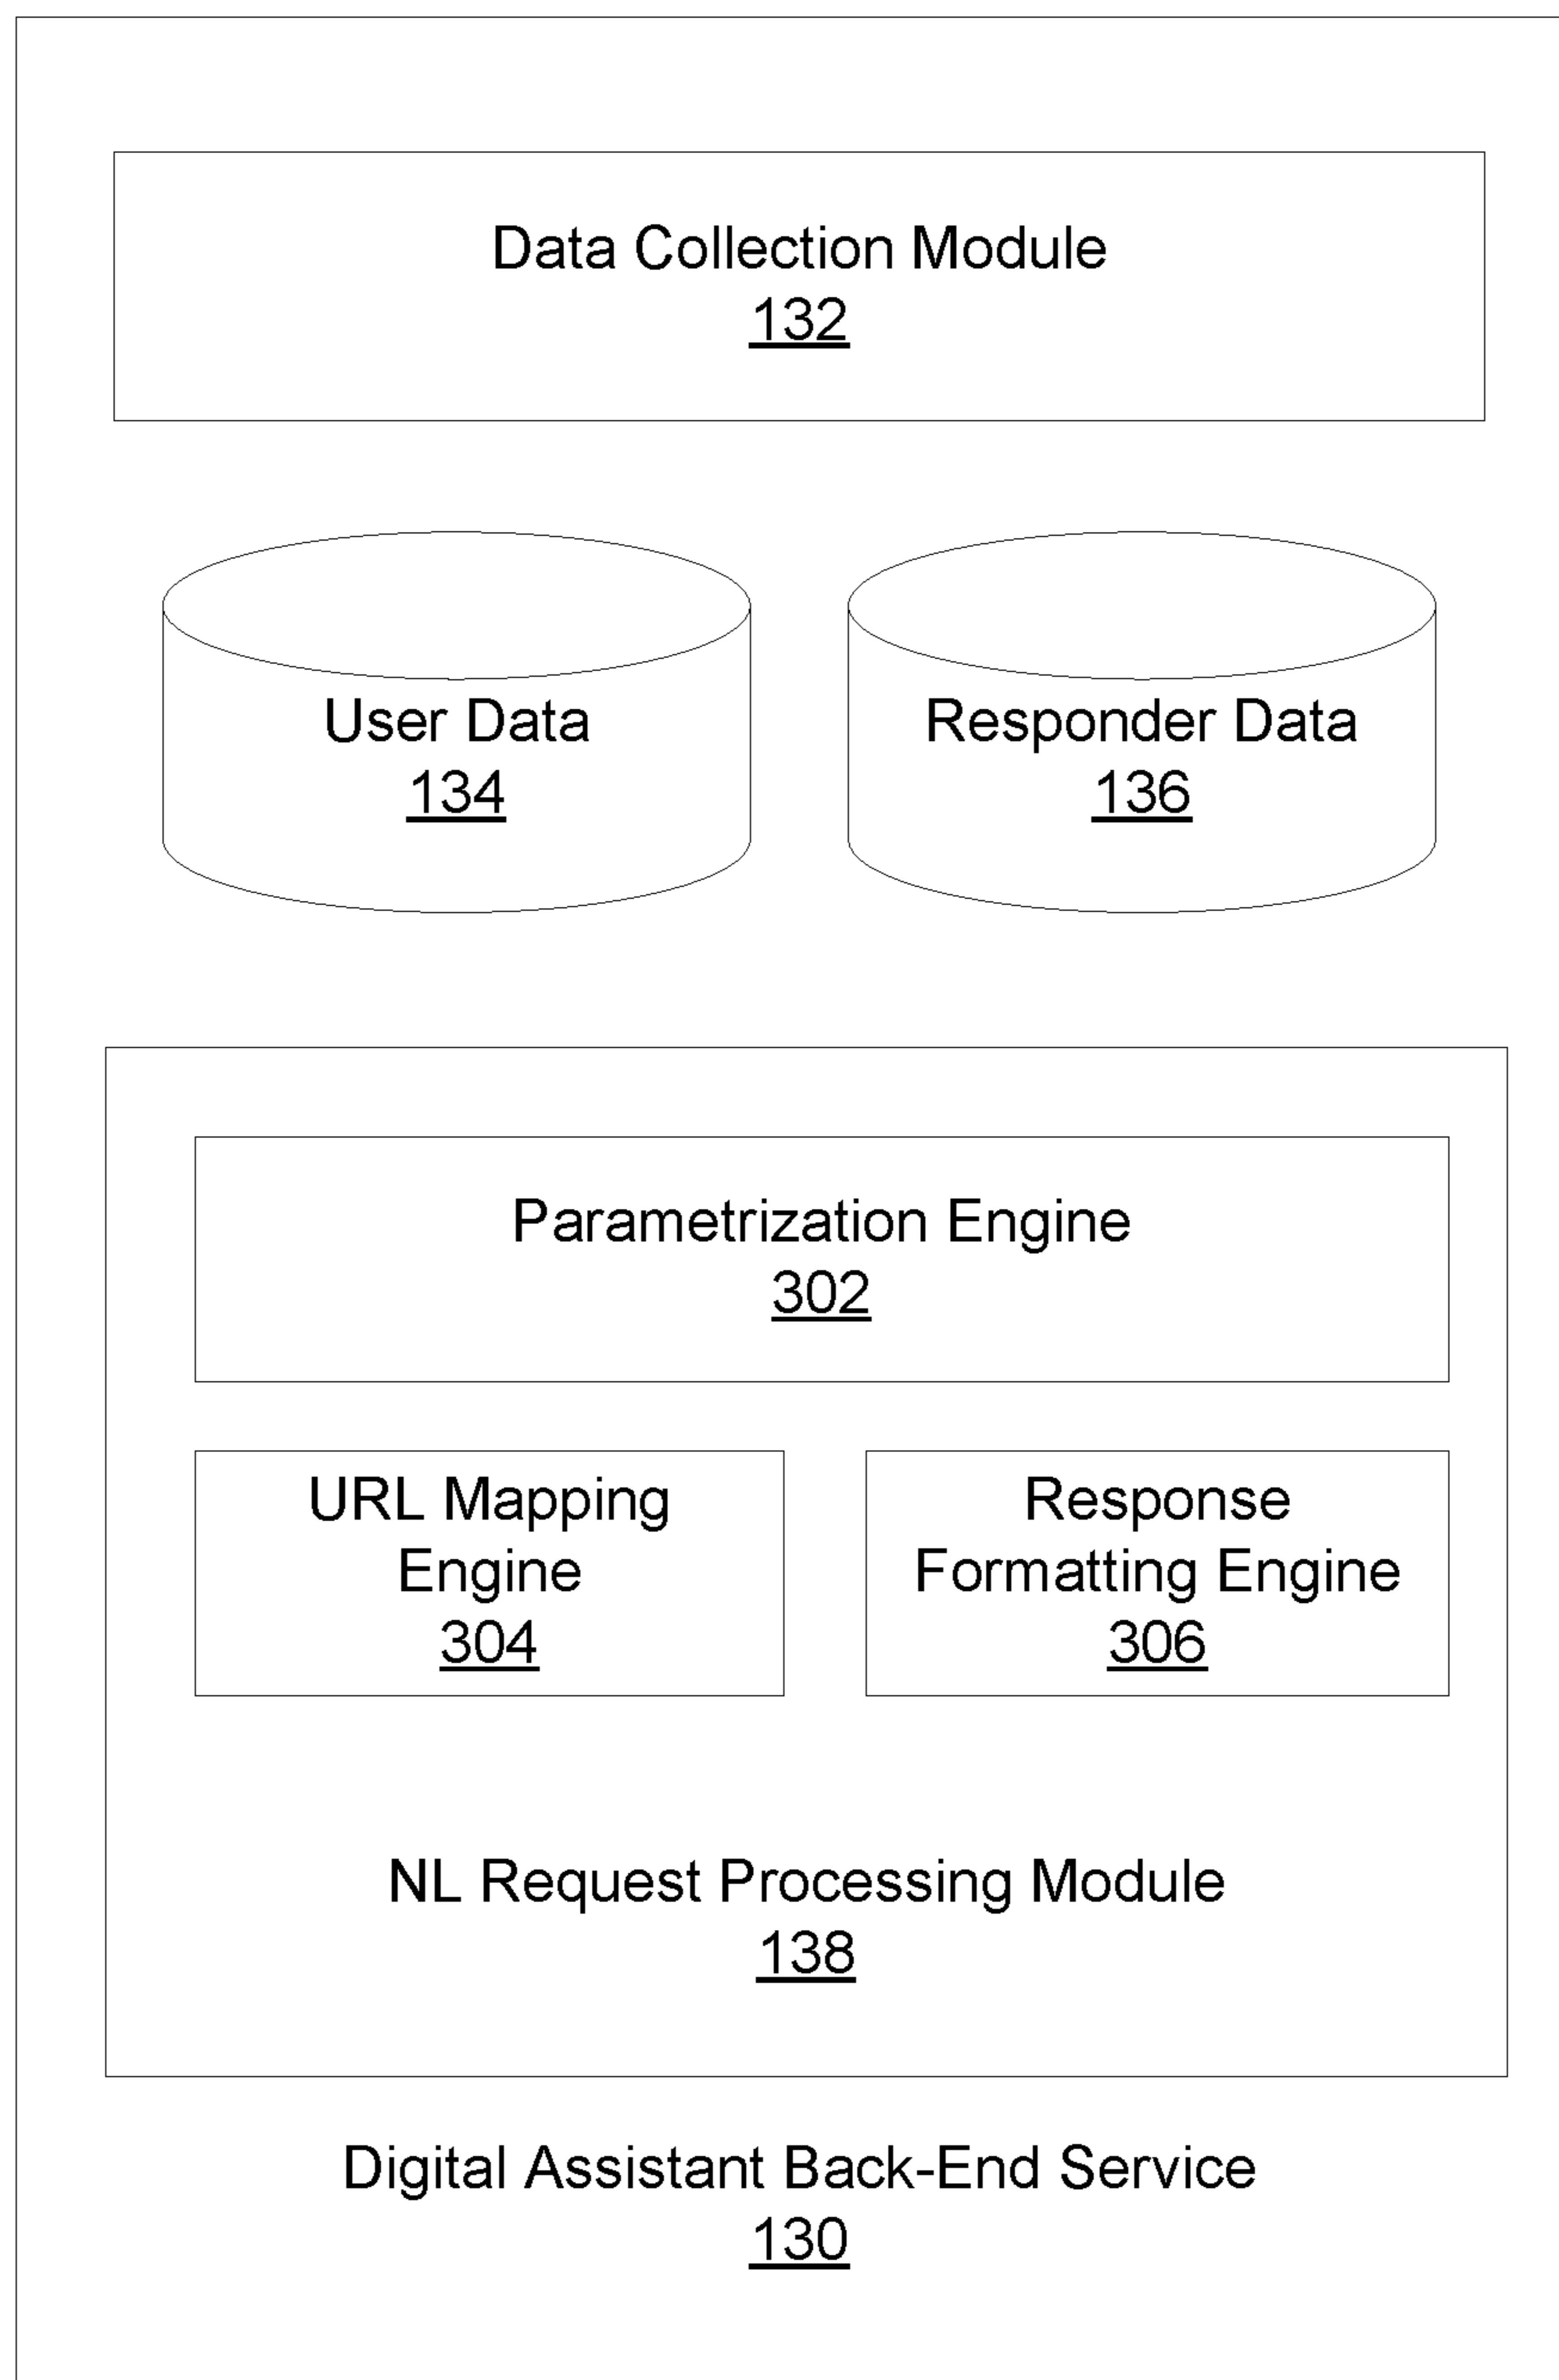 Data Collection Module
132
User Data
134
Responder Data
136
Parametrization Engine
302
URL Mapping
Engine
304
Response
Formatting Engine
306
NL Request Processing Module
138
Digital Assistant Back-End Service
130